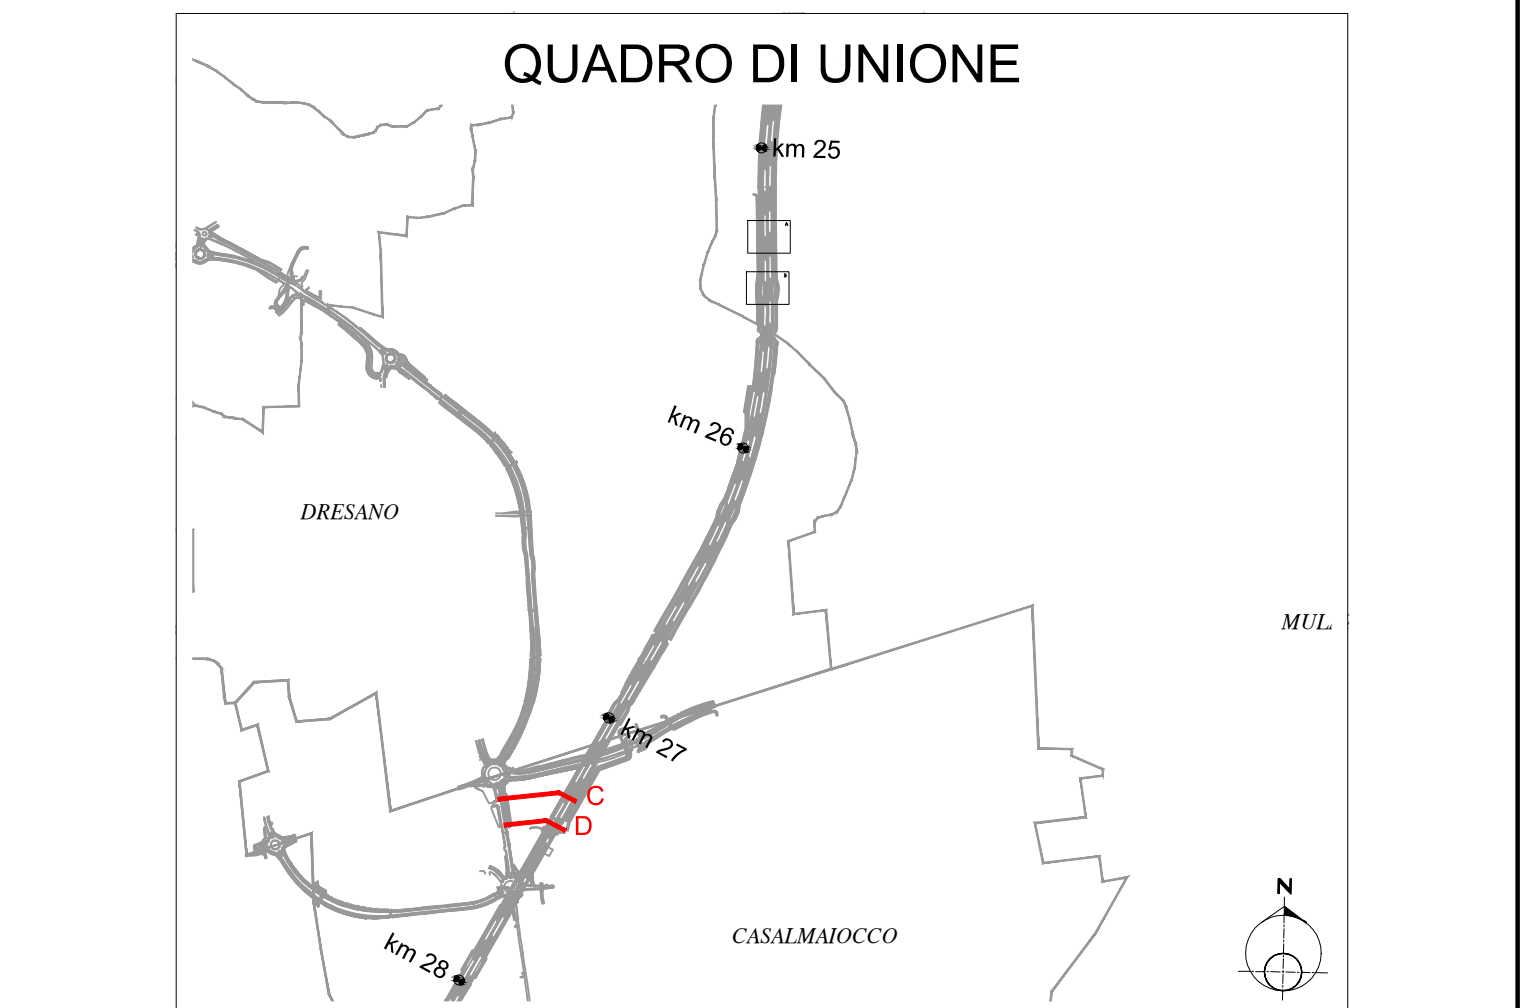 QUADRO DI UNIONE
km 25
A
B
km 26
DRESANO
MUL
km 27
C
D
N
CASALMAIOCCO
km 28